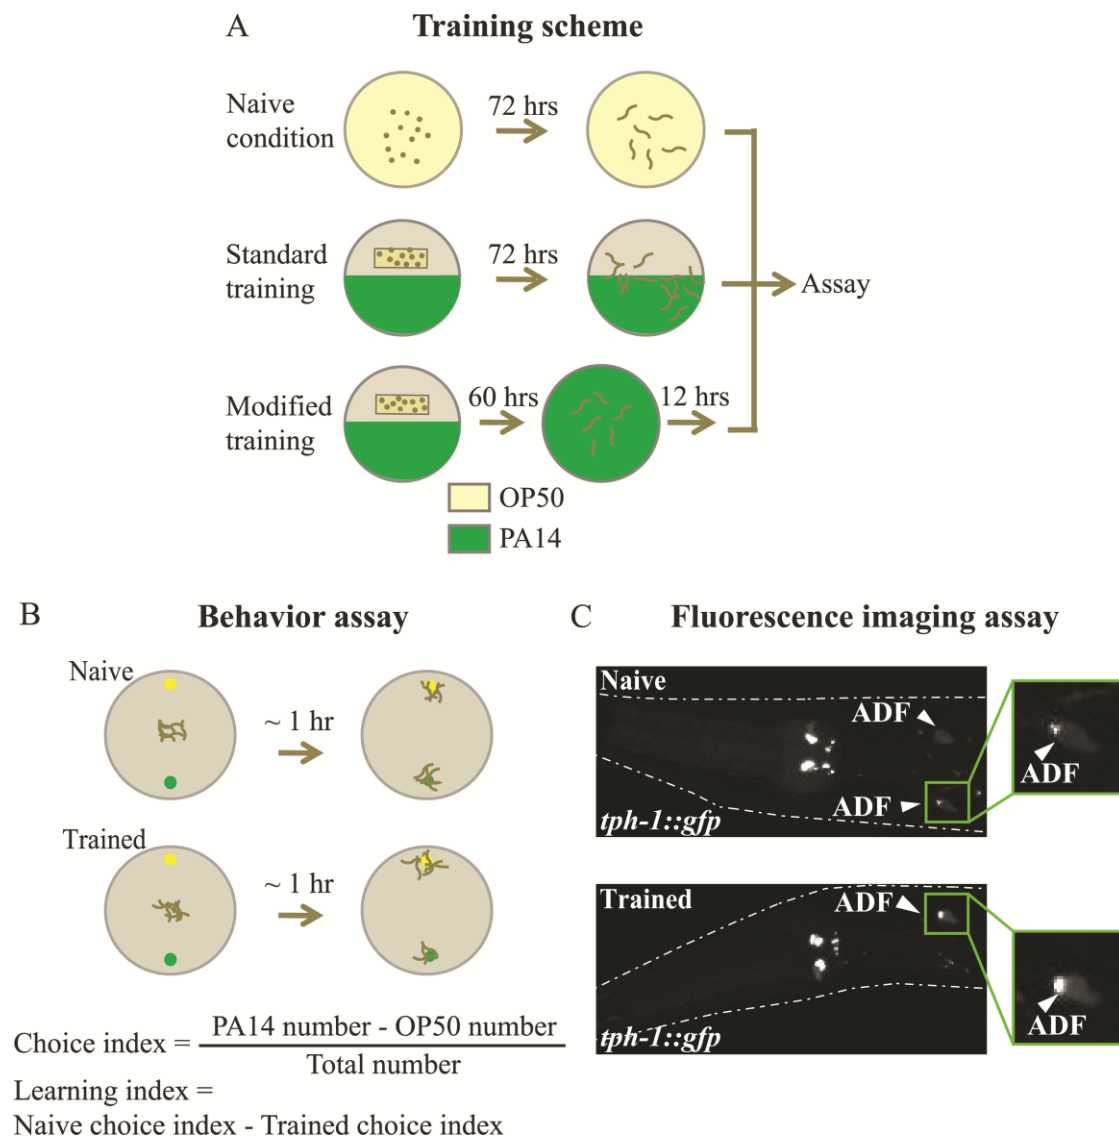 A
Training scheme
Naive
condition
72 hrs
Standard
training
72 hrs
Assay
Modified
training
60 hrs
12 hrs
OP50
PA14
B
Behavior assay
Naive
~ 1 hr
Trained
~ 1 hr
Choice index = PA14 number - OP50 number
Total number
Learning index =
Naive choice index - Trained choice index
C
Fluorescence imaging assay
Naive
ADF
ADF
tph-1::gfp
ADF
Trained
ADF
tph-1::gfp
ADF